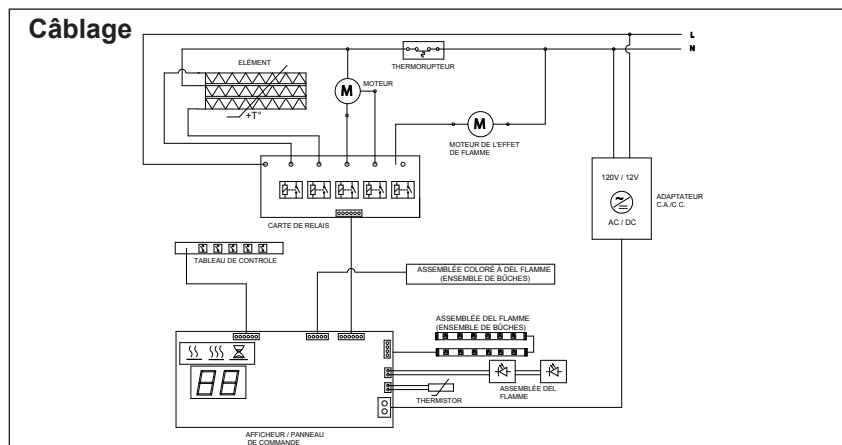 Câblage
L
N
ELÉMENT
THERMORUPTEUR
MOTEUR
M
M
+T°
MOTEUR DE L'EFFET
DE FLAMME
120V / 12V
AC / DC
ADAPTATEUR
C.A./C.C.
CARTE DE RELAIS
TABLEAU DE CONTROLE
ASSEMBLÉE COLORÉ À DEL FLAMME
(ENSEMBLE DE BÛCHES)
ASSEMBLÉE DEL FLAMME
(ENSEMBLE DE BÛCHES)
88
THERMISTOR
ASSEMBLÉE DEL
FLAMME
AFFICHEUR / PANNEAU
DE COMMANDE